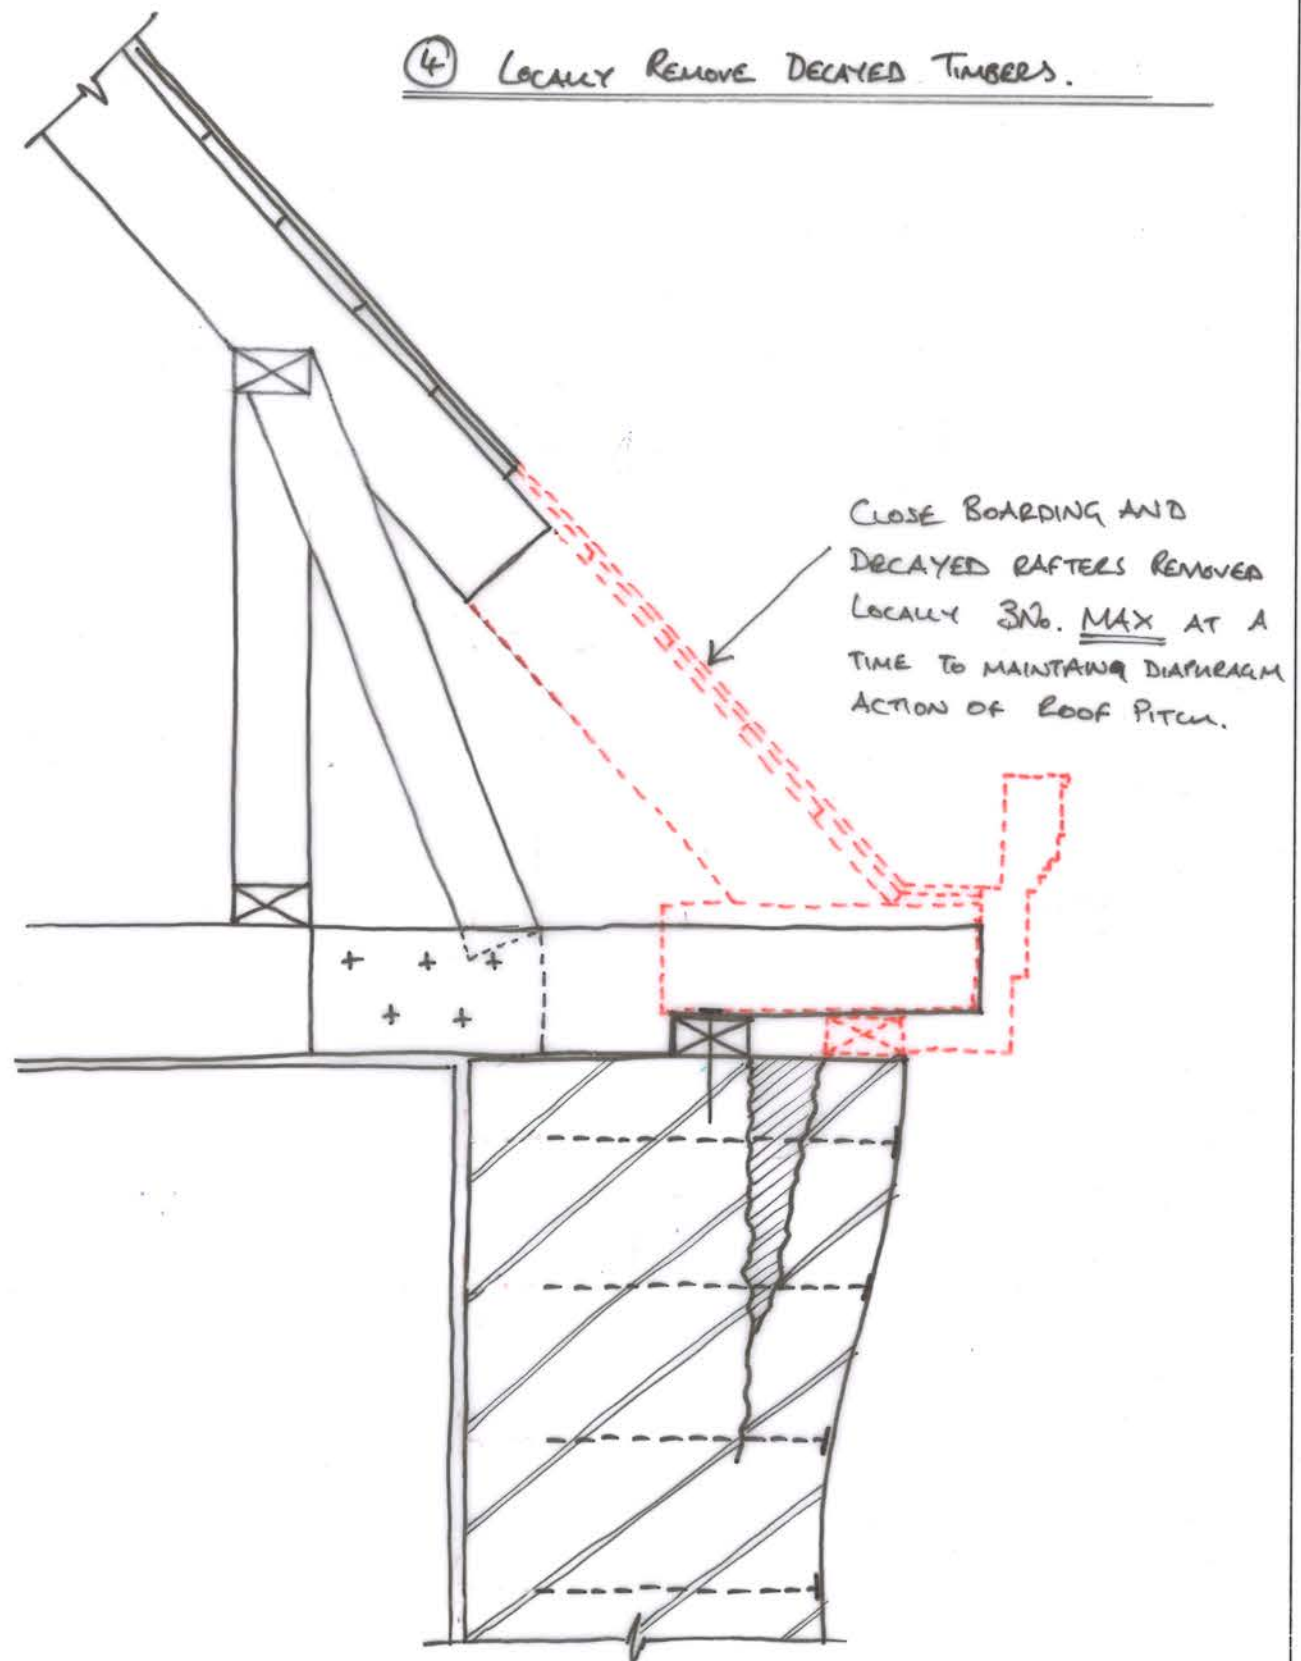 ④ LOCALLY REMOVE DECAYED TIMBERS.
CLOSE BOARDING AND
DECAYED RAFTERS REMOVED
LOCALLY 3No. MAX AT A
TIME TO MAINTAING DIAPHRAGM
ACTION OF ROOF PITCH.